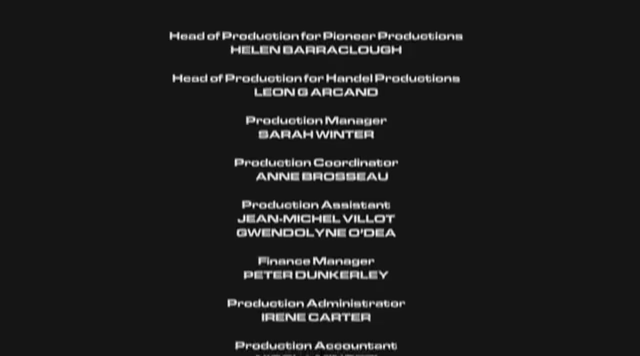 Head of Production for Pioneer Productions
HELEN BARRACLOUGH
Head of Production for Handel Productions
LEON G ARCAND
Production Manager
SARAH WINTER
Production Coordinator
ANNE BROSSEAU
Production Assistant
JEAN-MICHEL VILLOT
GWENDOLYNE O'DEA
Finance Manager
PETER DUNKERLEY
Production Administrator
IRENE CARTER
Production Accountant